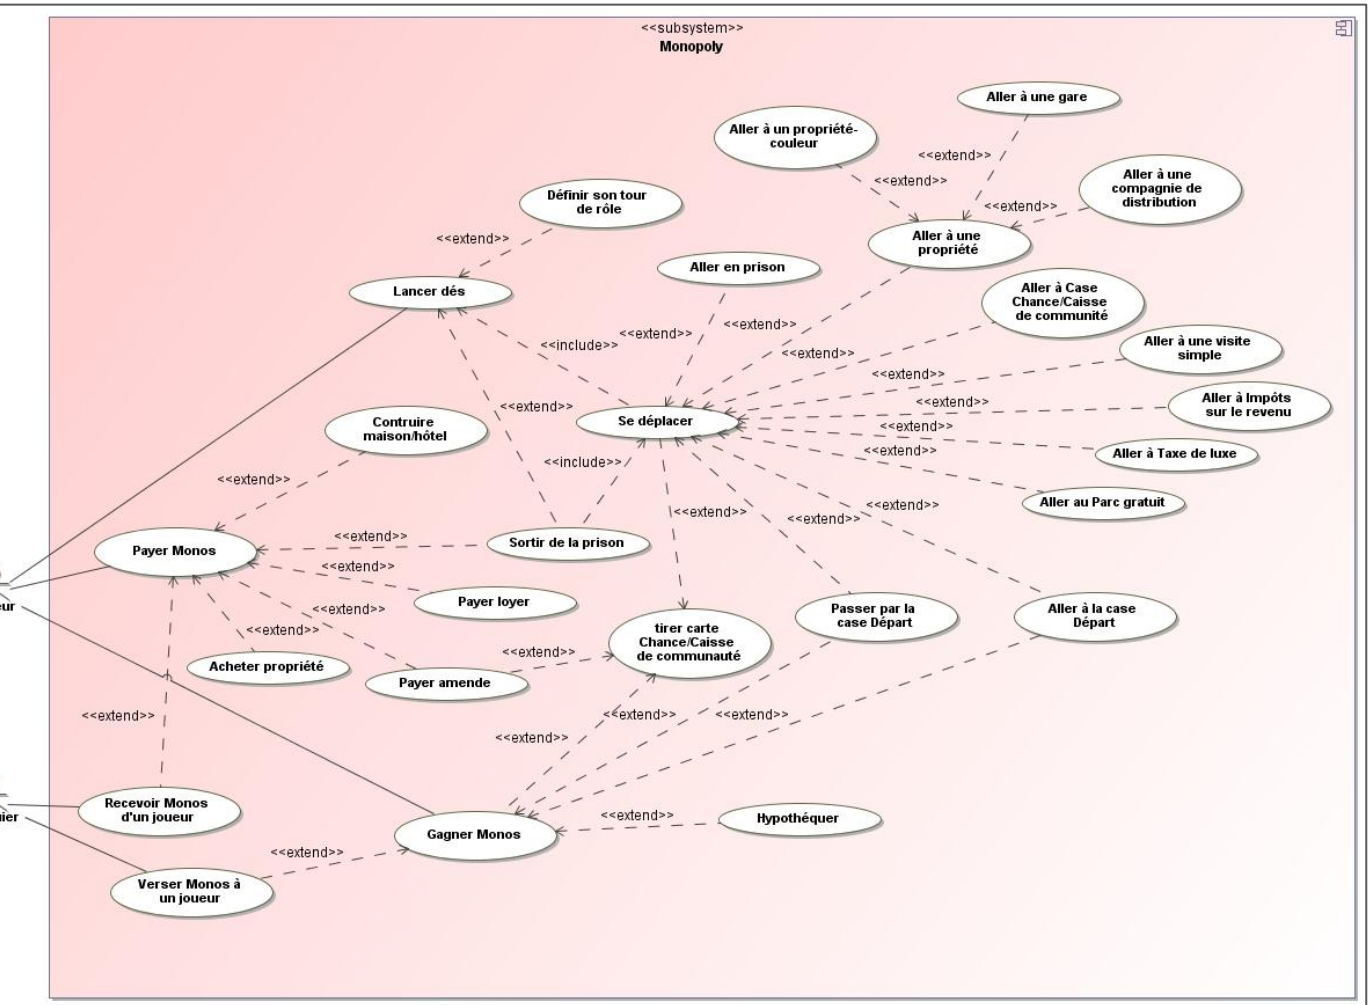 <<subsystem>>
Monopoly
Aller à une gare
Aller à un propriété-
couleur
<<extend>>
<<extend>>
Aller à une
compagnie de
distribution
<<extend>>
Définir son tour
de rôle
<<extend>>
Aller à une
propriété
Aller en prison
Lancer dés
Aller à Case
Chance/Caisse
de communité
<<extend>>
<<extend>>
<<include>>
<<extend>>
Aller à une visite
simple
<<extend>>
<<extend>>
Aller à Impôts
sur le revenu
<<extend>>
Se déplacer
Contruire
maison/hôtel
<<extend>>
<<extend>>
Aller à Taxe de luxe
<<include>>
<<extend>>
Aller au Parc gratuit
<<extend>>
<<extend>>
<<extend>>
<<extend>>
Sortir de la prison
Payer Monos
<<extend>>
Payer loyer
eur
<<extend>>
Passer par la
case Départ
Aller à la case
Départ
tirer carte
Chance/Caisse
de communauté
<<extend>>
<<extend>>
Acheter propriété
Payer amende
<<extend>>
<<extend>>
<<extend>>
<<extend>>
Recevoir Monos
d'un joueur
ier
Gagner Monos
<<extend>>
Hypothéquer
<<extend>>
Verser Monos à
un joueur